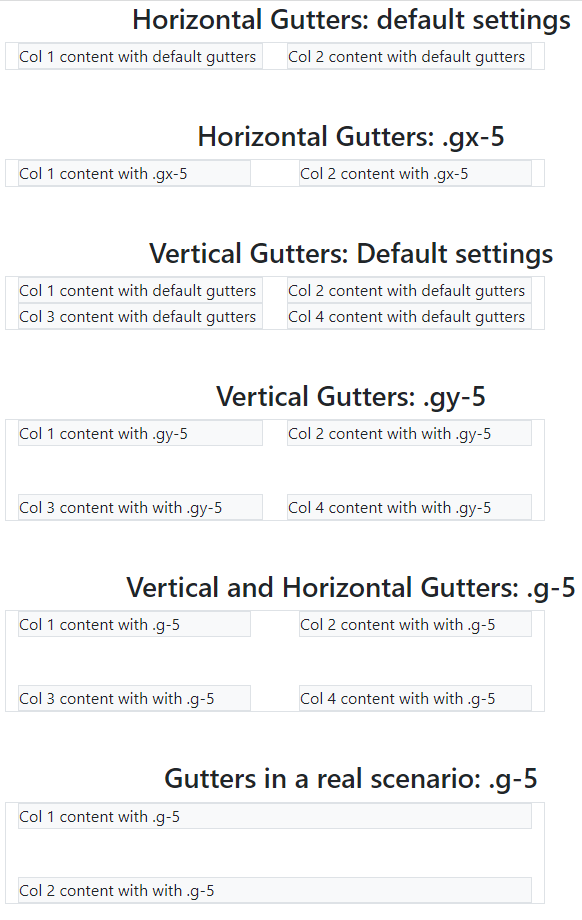 Horizontal Gutters: default settings
Col 1 content with default gutters Col 2 content with default gutters
Horizontal Gutters: .gx-5
Col 1 content with .gx-5 Col 2 content with .gx-5
Vertical Gutters: Default settings
Col 1 content with default gutters Col 2 content with default gutters
Col 3 content with default gutters Col 4 content with default gutters
Vertical Gutters: .gy-5
Col 1 content with .gy-5 Col 2 content with with .gy-5
Col 3 content with with .gy-5 Col 4 content with with .gy-5
Vertical and Horizontal Gutters: .g-5
Col 1 content with .g-5 Col 2 content with with .g-5
Col 3 content with with .g-5 Col 4 content with with .g-5
Gutters in a real scenario: .g-5
Col 1 content with .g-5
Col 2 content with with .g-5